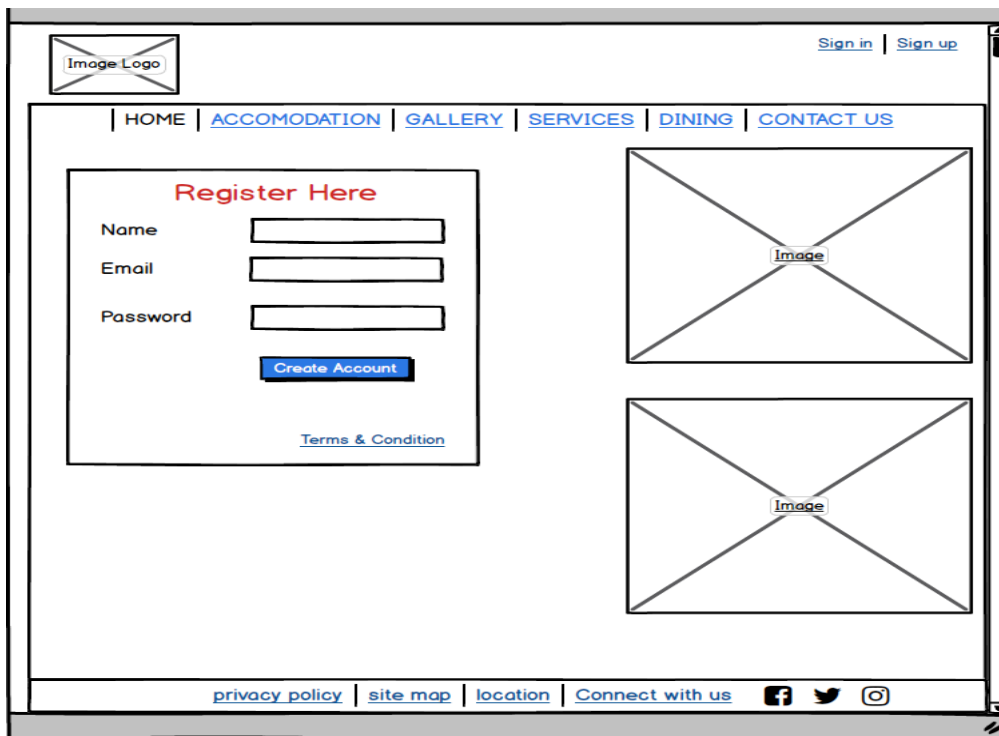 Image Logo
Sign in | Sign up
HOME | ACCOMODATION | GALLERY | SERVICES | DINING | CONTACT US
Register Here
Name
Email
Password
Create Account
Terms & Condition
Image
Image
privacy policy | site map | location | Connect with us